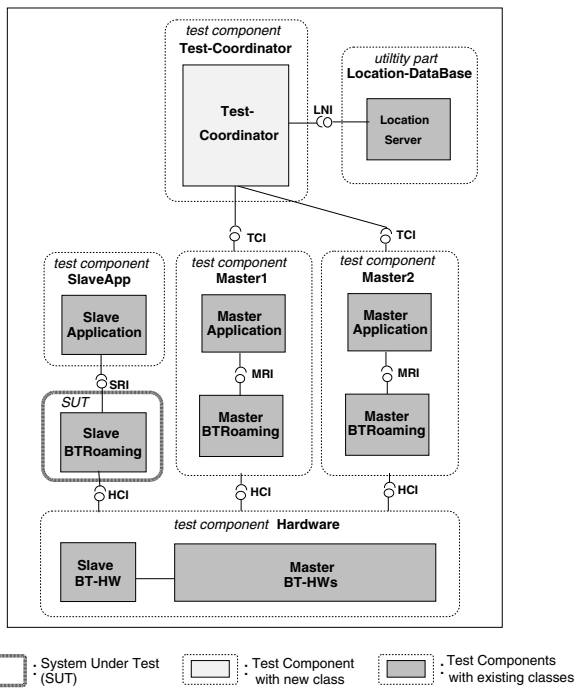 test component
Test-Coordinator
utiltity part
Location-DataBase
Test-
Coordinator
LNI
Location
Server
TCI
TCI
test component
SlaveApp
test component
Master1
test component
Master2
Slave
Application
Master
Application
Master
Application
SRI
MRI
MRI
SUT
Slave
BTRoaming
Master
BTRoaming
Master
BTRoaming
HCI
HCI
HCI
test component Hardware
Slave
BT-HW
Master
BT-HWs
: System Under Test
(SUT)
: Test Component
with new class
: Test Components
with existing classes